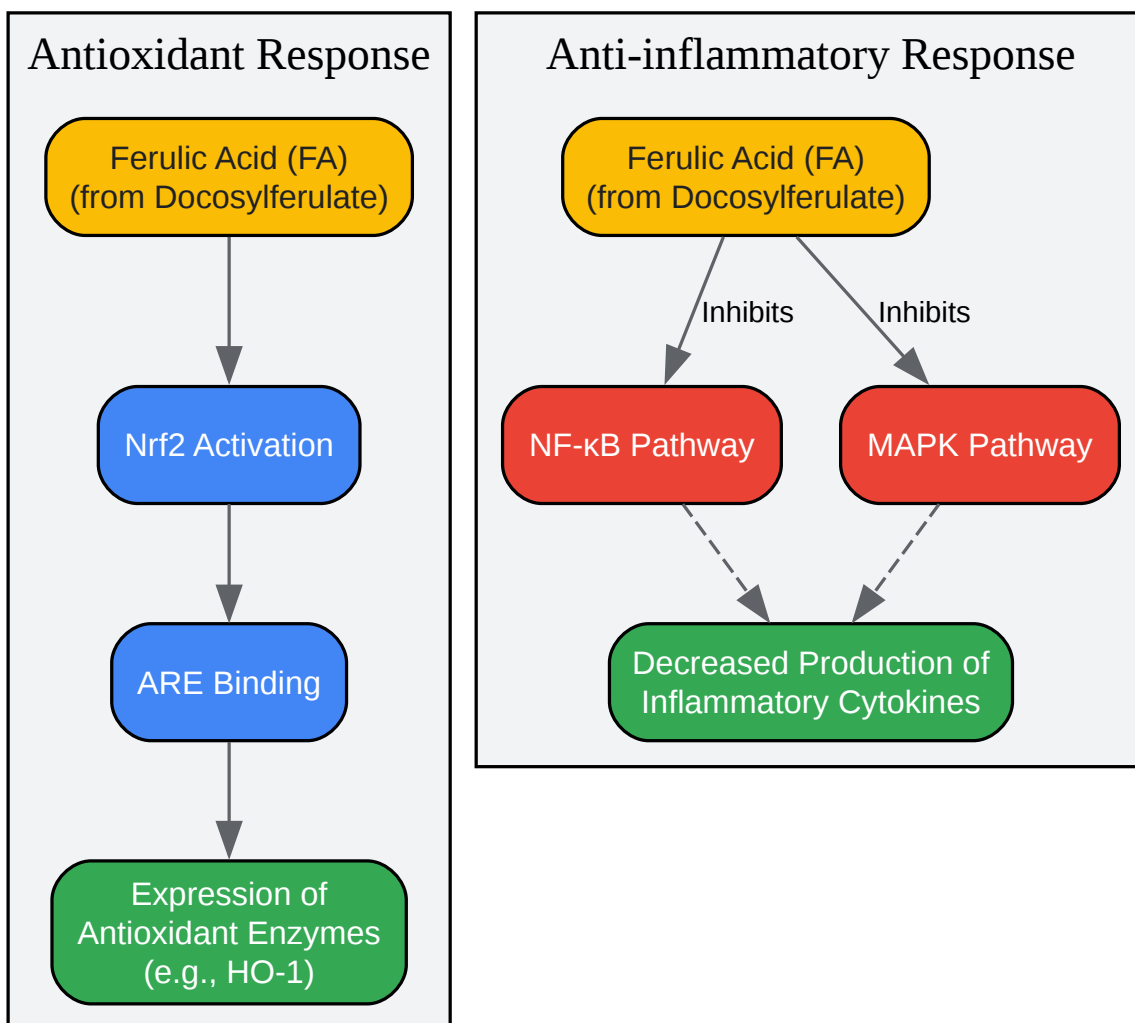 Antioxidant Response
Ferulic Acid (FA)
(from Docosylferulate)
Nrf2 Activation
ARE Binding
Expression of
Antioxidant Enzymes
(e.g., HO-1)
Anti-inflammatory Response
Ferulic Acid (FA)
(from Docosylferulate)
Inhibits
Inhibits
NF-κB Pathway
MAPK Pathway
Decreased Production of
Inflammatory Cytokines